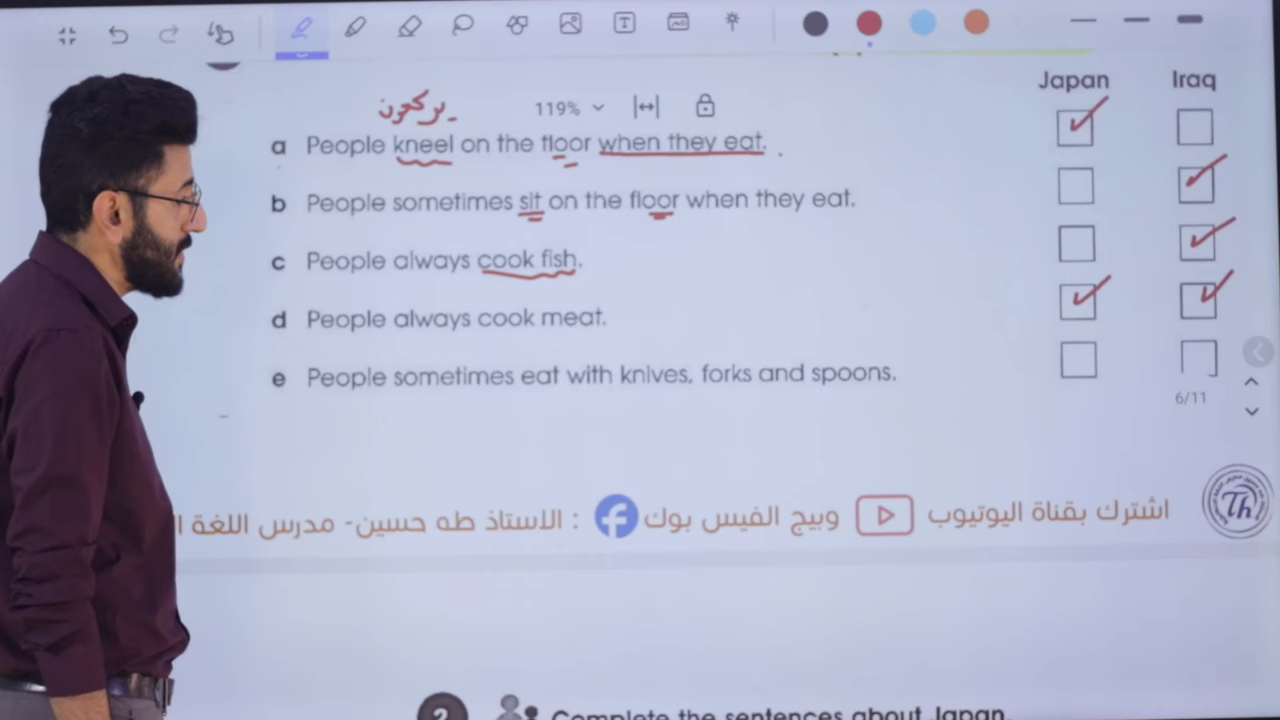 Japan Iraq
يركعون
119%
a People kneel on the floor when they eat.
b People sometimes sit on the floor when they eat.
c People always cook fish.
d People always cook meat.
e People sometimes eat with knives, forks and spoons.
6/11
اشترك بقناة اليوتيوب وبيج الفيس بوك : الاستاذ طه حسين- مدرس اللغة ا
Th
2 Complete the sentences about Japan.